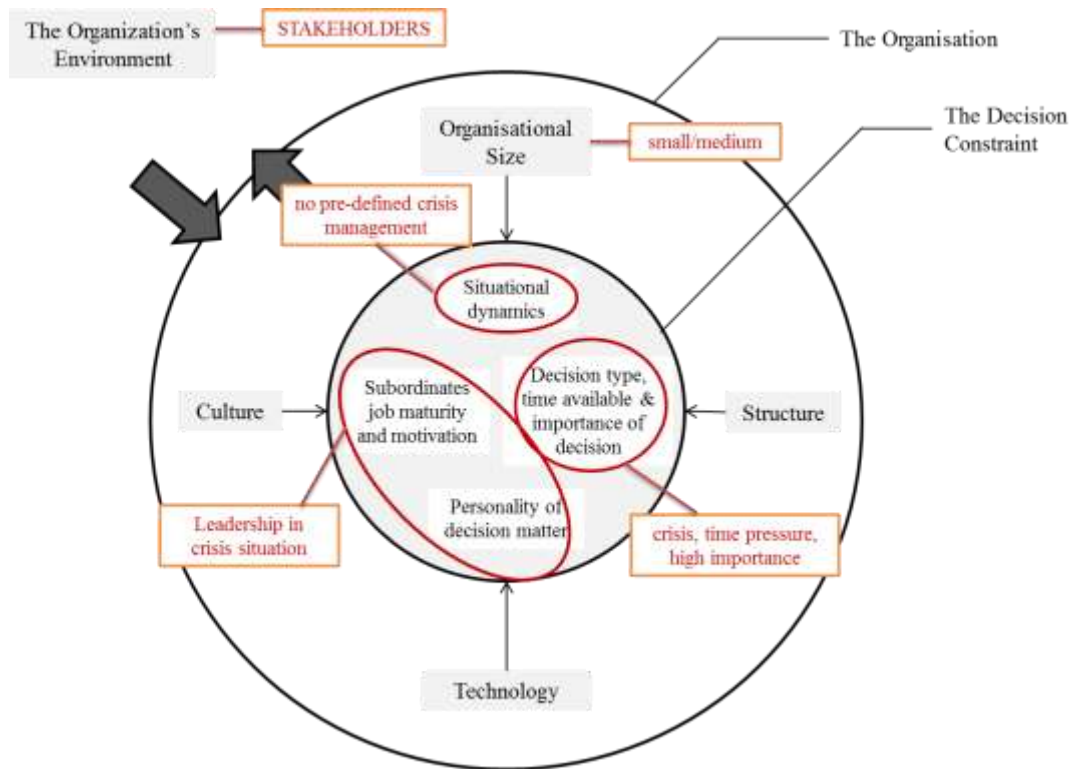 The Organization's
Environment
STAKEHOLDERS
The Organisation
The Decision
Constraint
Organisational
Size
small/medium
no pre-defined crisis
management
Situational
dynamics
Subordinates
job maturity
and motivation
Decision type,
time available &
importance of
decision
Culture
Structure
Personality of
decision matter
Leadership in
crisis situation
crisis, time pressure,
high importance
Technology